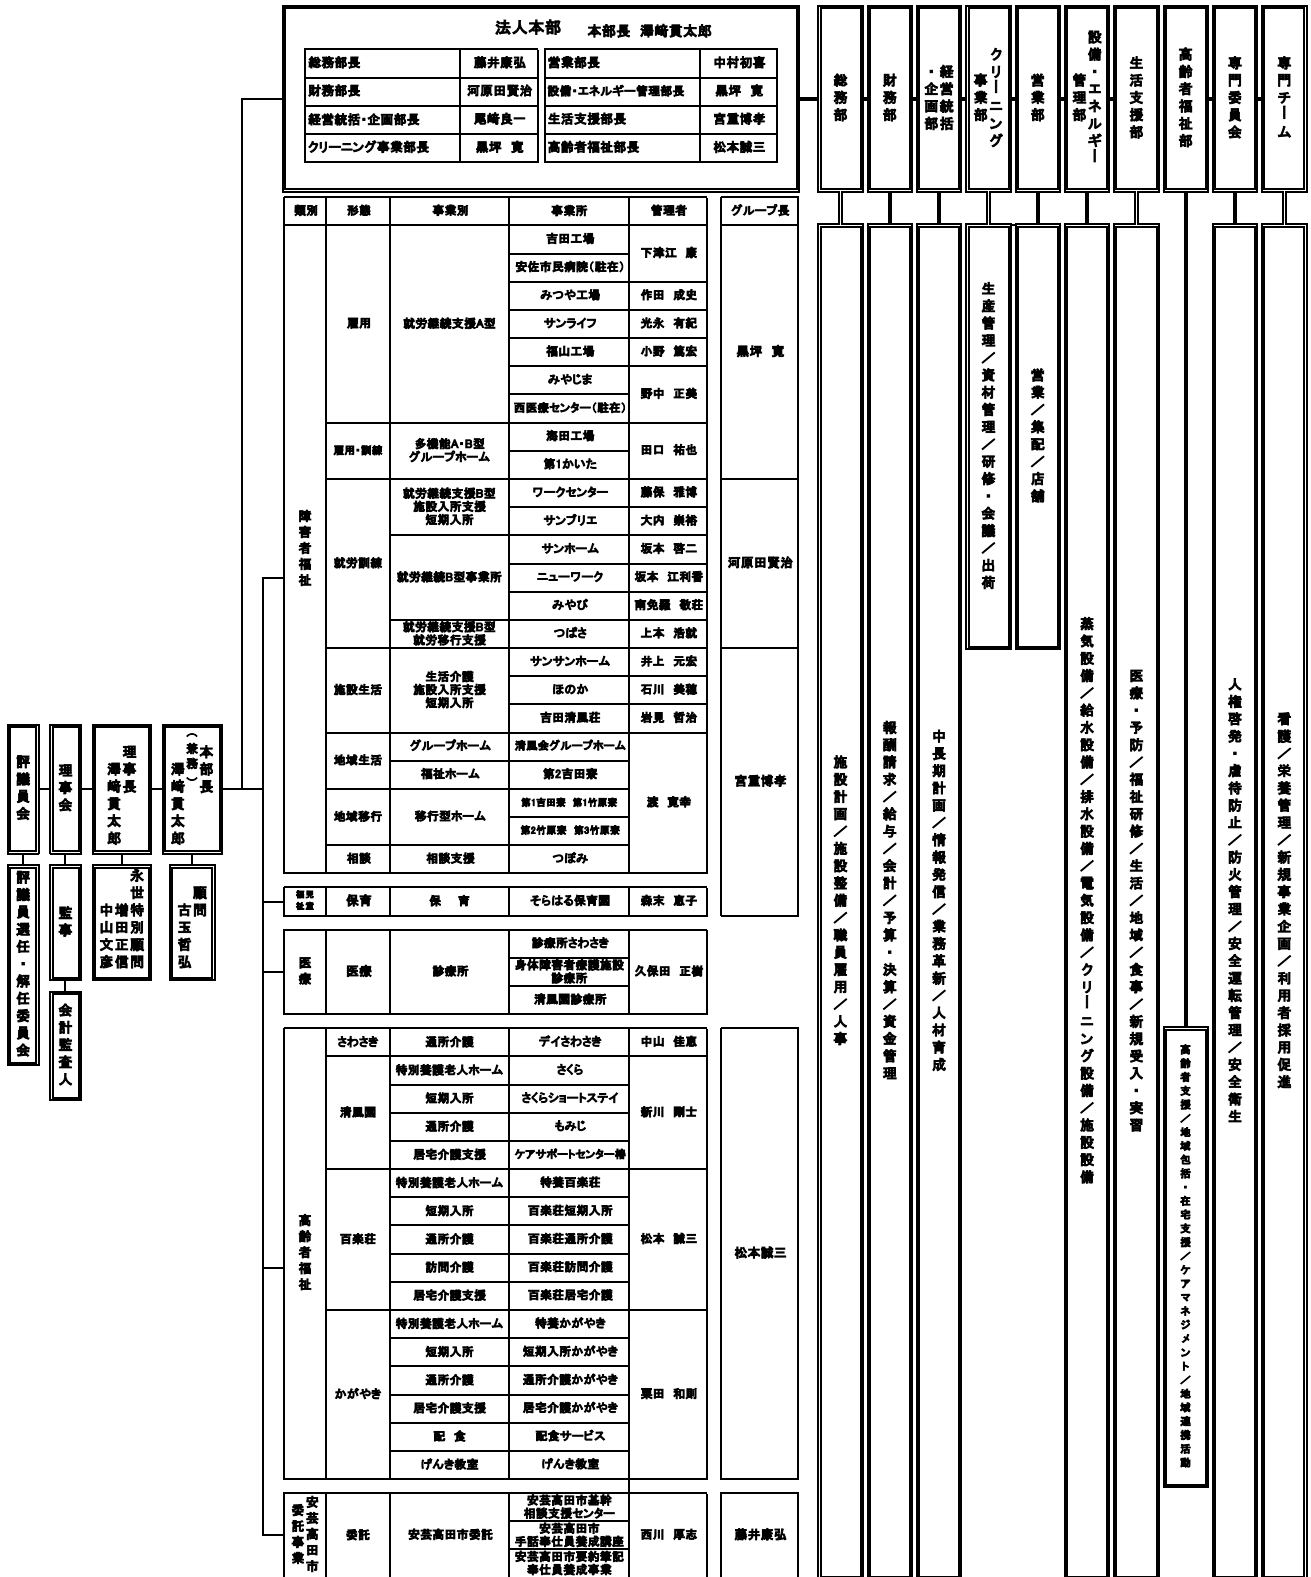 法人本部 本部長 澤崎貫太郎
総務部長 藤井康弘 営業部長 中村初喜
財務部長 河原田賢治 設備・エネルギー管理部長 黒坪 寛
経営統括・企画部長 尾崎良一 生活支援部長 宮重博孝
クリーニング事業部長 黒坪 寛 高齢者福祉部長 松本誠三
総務部
財務部
経営統括・企画部
クリーニング事業部
営業部
設備・エネルギー管理部
生活支援部
高齢者福祉部
専門委員会
専門チーム
類別 形態 事業別 事業所 管理者 グループ長
障害者福祉
雇用 就労継続支援A型
吉田工場
安佐市民病院(駐在)
下津江 康
みつや工場 作田 成史
サンライフ 光永 有紀
福山工場 小野 篤宏
みやじま
西医療センター(駐在)
野中 正美
黒坪 寛
雇用・訓練
多機能A・B型
グループホーム
海田工場
第1かいた
田口 祐也
就労訓練
就労継続支援B型
施設入所支援
短期入所
ワークセンター 藤保 雅博
サンブリエ 大内 崇裕
就労継続B型事業所
サンホーム 坂本 啓二
ニューワーク 坂本 江利香
みやび 南免羅 敬荘
就労継続支援B型
就労移行支援
つばさ 上本 浩就
河原田賢治
施設生活
生活介護
施設入所支援
短期入所
サンサンホーム 井上 元宏
ほのか 石川 美穂
吉田清風荘 岩見 哲治
地域生活
グループホーム 清風会グループホーム
福祉ホーム 第2吉田寮
地域移行 移行型ホーム
第1吉田寮 第1竹原寮
第2竹原寮 第3竹原寮
渡 寛幸
相談 相談支援 つぼみ
宮重博孝
児童福祉
保育 保 育 そらはる保育園 森末 恵子
医療
医療 診療所
診療所さわさき
身体障害者療護施設
診療所
清風園診療所
久保田 正樹
高齢者福祉
さわさき 通所介護 デイさわさき 中山 佳恵
清風園
特別養護老人ホーム さくら
短期入所 さくらショートステイ
通所介護 もみじ
居宅介護支援 ケアサポートセンター椿
新川 剛士
百楽荘
特別養護老人ホーム 特養百楽荘
短期入所 百楽荘短期入所
通所介護 百楽荘通所介護
訪問介護 百楽荘訪問介護
居宅介護支援 百楽荘居宅介護
松本 誠三
かがやき
特別養護老人ホーム 特養かがやき
短期入所 短期入所かがやき
通所介護 通所介護かがやき
居宅介護支援 居宅介護かがやき
配 食 配食サービス
げんき教室 げんき教室
栗田 和則
松本誠三
安芸高田市
委託事業
委託 安芸高田市委託
安芸高田市基幹
相談支援センター
安芸高田市
手話奉仕員養成講座
安芸高田市要約筆記
奉仕員養成事業
西川 厚志
藤井康弘
評議員会
理事会
理事長
澤崎貫太郎
本部長
(兼務)
澤崎貫太郎
評議員選任・解任委員会
監事
会計監査人
永世特別顧問
増田正信
中山文彦
顧問
古玉哲弘
施設計画/施設整備/職員雇用/人事
報酬請求/給与/会計/予算・決算/資金管理
中長期計画/情報発信/業務革新/人材育成
生産管理/資材管理/研修・会議/出荷
営業/集配/店舗
蒸気設備/給水設備/排水設備/電気設備/クリーニング設備/施設設備
医療・予防/福祉研修/生活/地域/食事/新規受入・実習
高齢者支援/地域包括・在宅支援/ケアマネジメント/地域連携活動
人権啓発・虐待防止/防火管理/安全運転管理/安全衛生
看護/栄養管理/新規事業企画/利用者採用促進